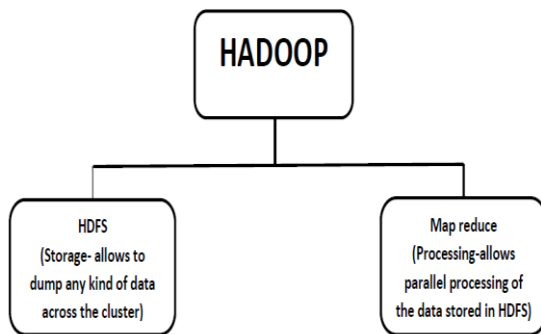 HADOOP
HDFS
(Storage- allows to
dump any kind of data
across the cluster)
Map reduce
(Processing-allows
parallel processing of
the data stored in HDFS)